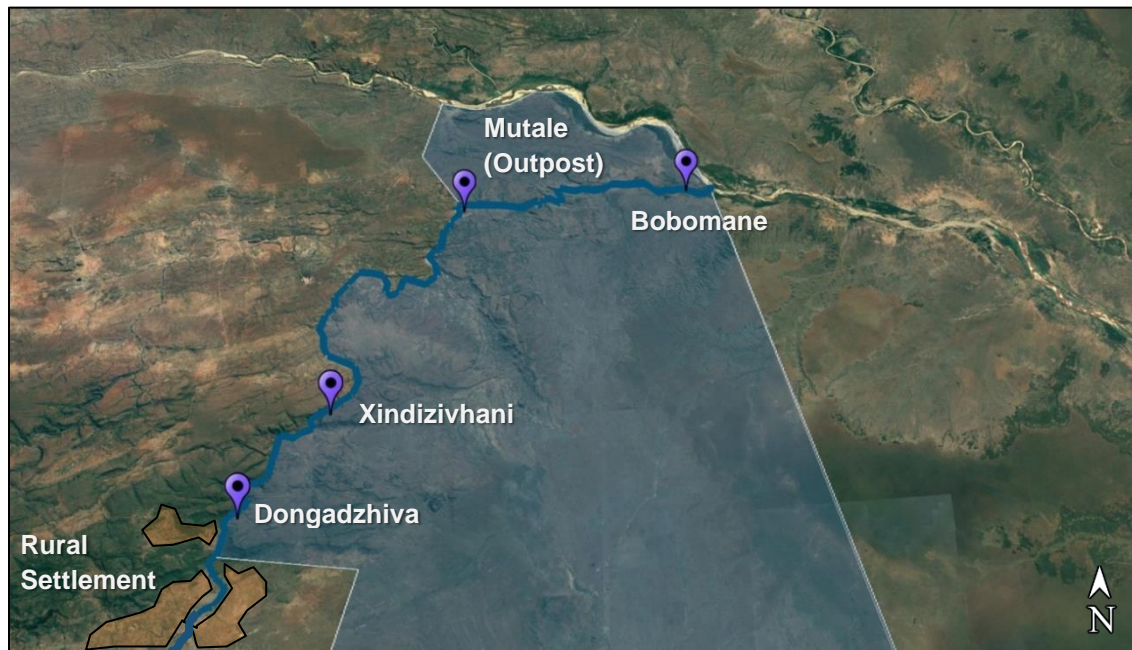 Mutale
(Outpost)
Bobomane
Xindizivhani
Dongadzhiva
Rural
Settlement
N